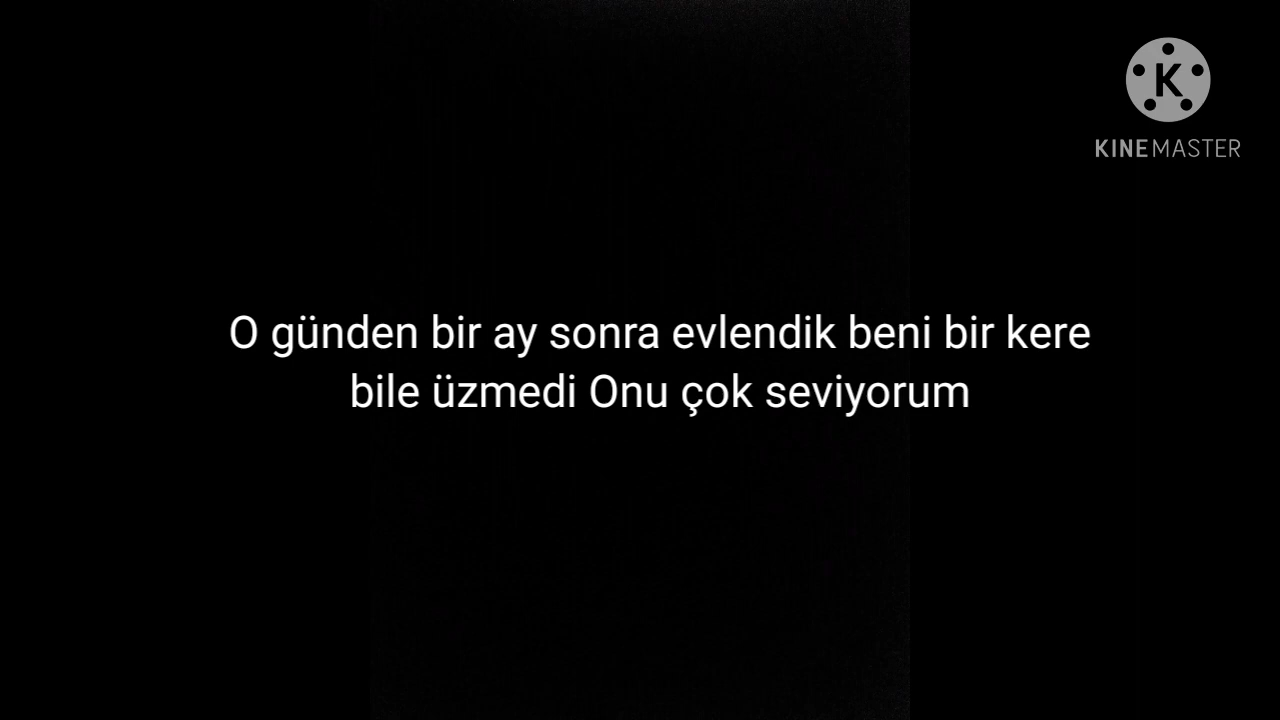 K
KINEMASTER
O günden bir ay sonra evlendik beni bir kere
bile üzmedi Onu çok seviyorum